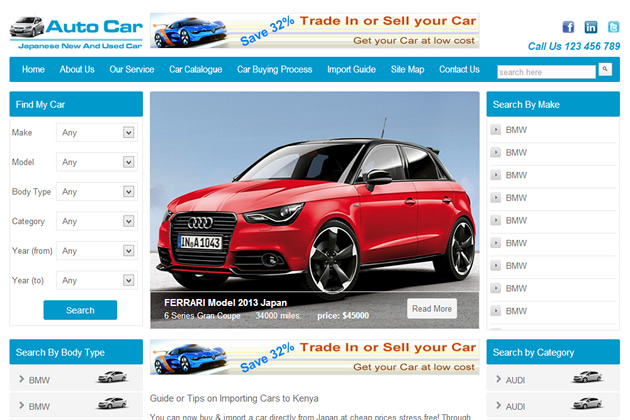 Auto Car
Japanese New And Used Car
Save 32%
Trade In or Sell your Car
Get your Car at low cost
Call Us 123 456 789
Home About Us Our Service Car Catalogue Car Buying Process Import Guide Site Map Contact Us search here
Find My Car
Make Any
Model Any
Body Type Any
Category Any
Year (from) Any
Year (to) Any
Search
IN A1043
FERRARI Model 2013 Japan
6 Series Gran Coupe 34000 miles. price: $45000
Read More
Search By Make
BMW
BMW
BMW
BMW
BMW
BMW
BMW
BMW
BMW
Search By Body Type
BMW
BMW
Save 32%
Trade In or Sell your Car
Get your Car at low cost
Guide or Tips on Importing Cars to Kenya
You can now buy & import a car directly from Japan at cheap prices stress free! Through
Search by Category
AUDI
AUDI